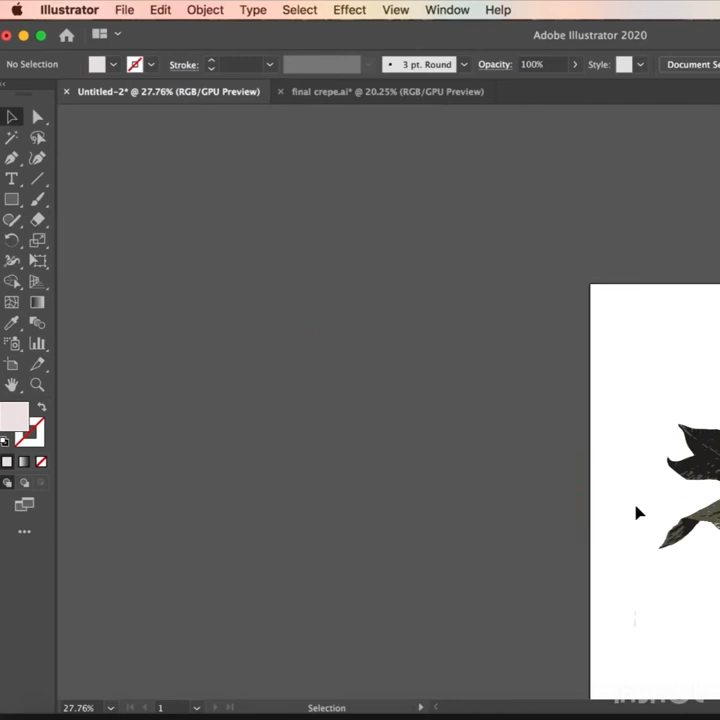 Illustrator File Edit Object Type Select Effect View Window Help
Adobe Illustrator 2020
No Selection Stroke: 3 pt. Round Opacity: 100% Style: Document Se
× Untitled-2* @ 27.76% (RGB/GPU Preview) × final crepe.ai* @ 20.25% (RGB/GPU Preview)
InShOt
27.76% 1 Selection